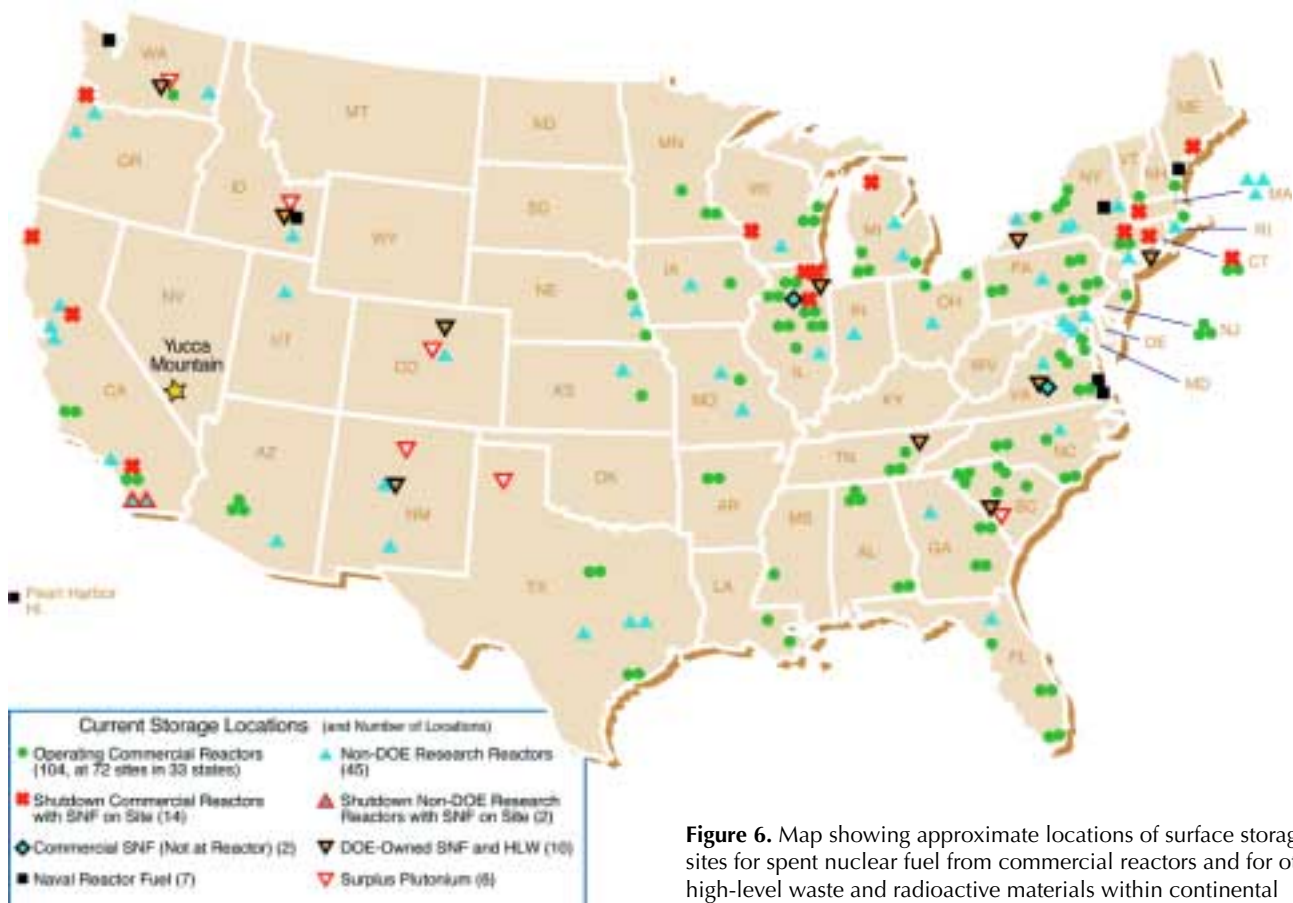 WA
MT
ND
MN
OR
ID
SD
WI
MI
NY
VT
NH
ME
MA
RI
CT
WY
NE
IA
PA
NJ
DE
MD
NV
UT
CO
KS
MO
IL
IN
OH
WV
VA
KY
Yucca
Mountain
CA
AZ
NM
OK
AR
TN
NC
SC
MS
AL
GA
TX
LA
FL
Pearl Harbor
HI
Current Storage Locations (and Number of Locations)
Operating Commercial Reactors
(104, at 72 sites in 33 states)
Shutdown Commercial Reactors
with SNF on Site (14)
Commercial SNF (Not at Reactor) (2)
Naval Reactor Fuel (7)
Non-DOE Research Reactors
(45)
Shutdown Non-DOE Research
Reactors with SNF on Site (2)
DOE-Owned SNF and HLW (10)
Surplus Plutonium (6)
Figure 6. Map showing approximate locations of surface storag
sites for spent nuclear fuel from commercial reactors and for o
high-level waste and radioactive materials within continental